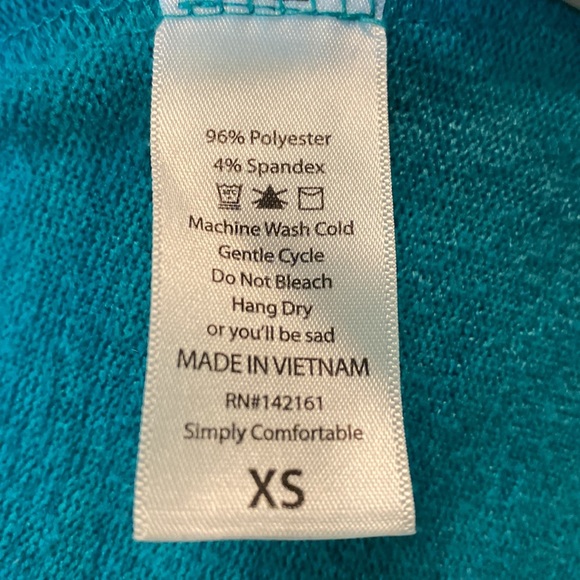 96% Polyester
4% Spandex
Machine Wash Cold
Gentle Cycle
Do Not Bleach
Hang Dry
or you'll be sad
MADE IN VIETNAM
RN#142161
Simply Comfortable
XS